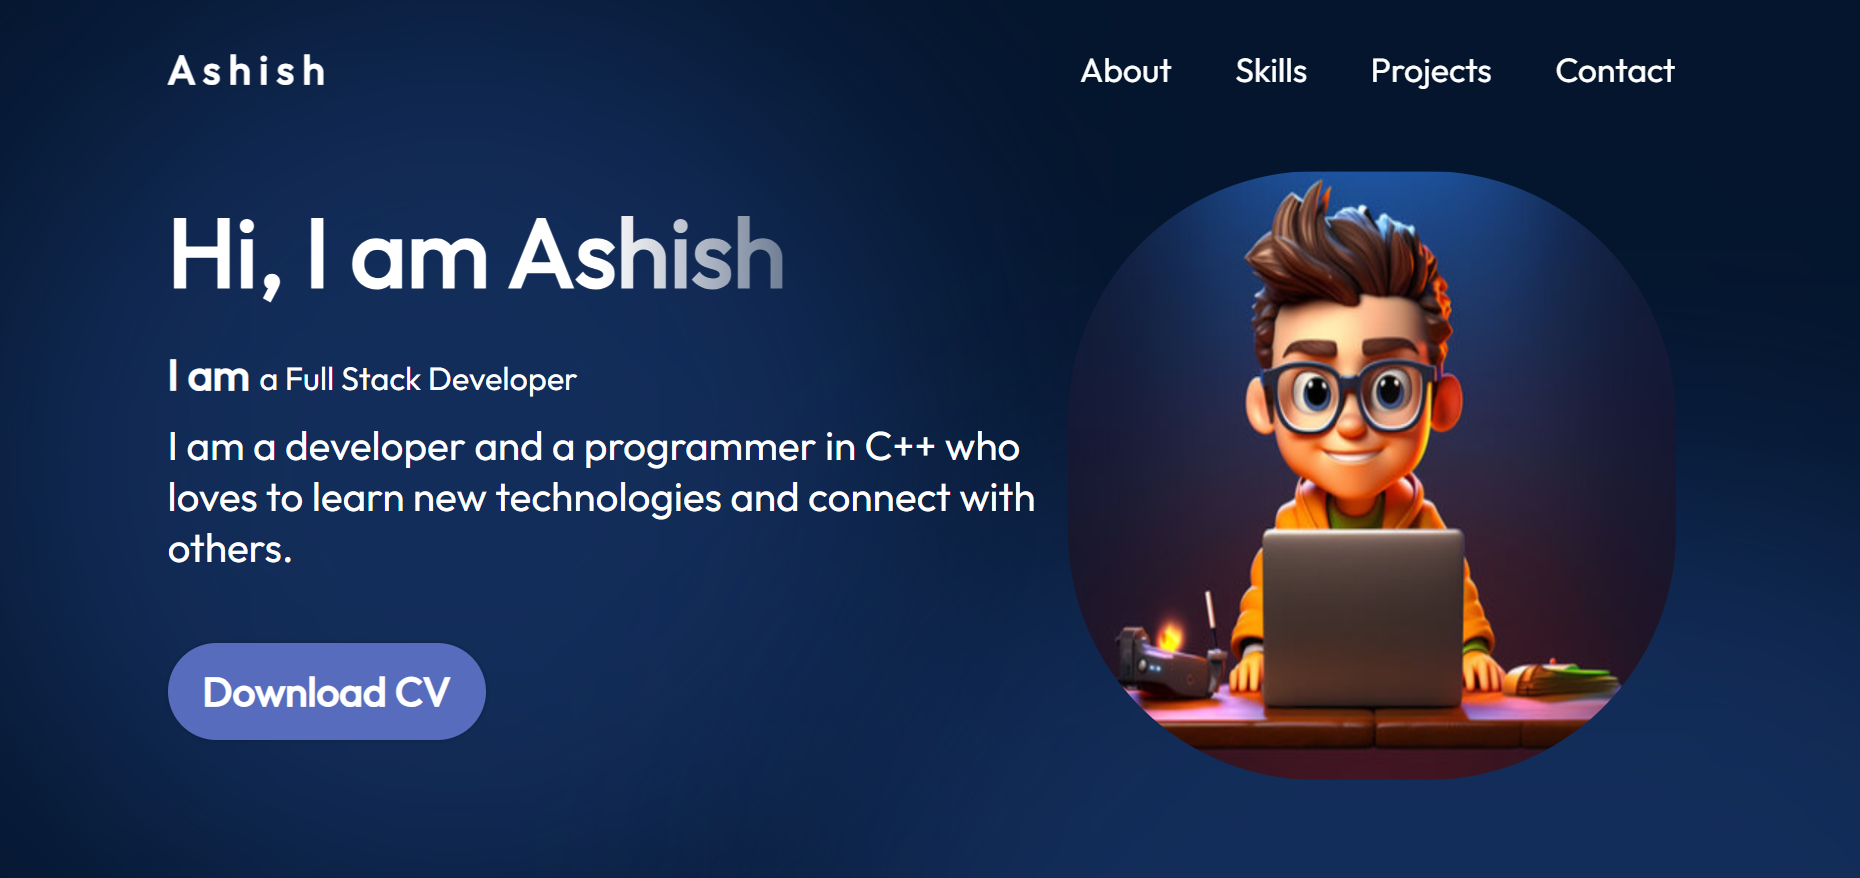 Ashish
About Skills Projects Contact
Hi, I am Ashish
I am a Full Stack Developer
I am a developer and a programmer in C++ who
loves to learn new technologies and connect with
others.
Download CV